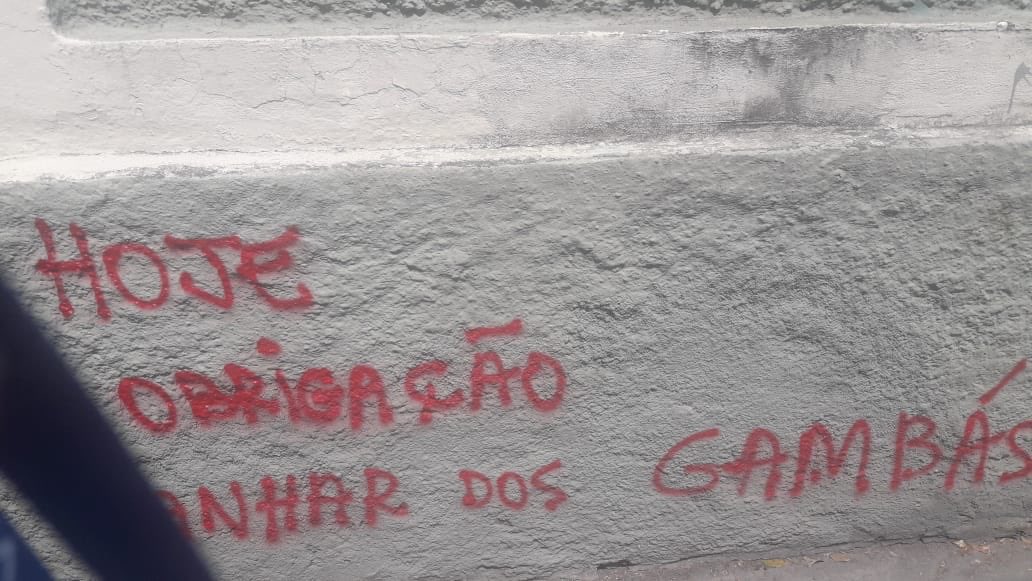 HOJE
OBRIGAÇÃO
ANHAR DOS GAMBÁS